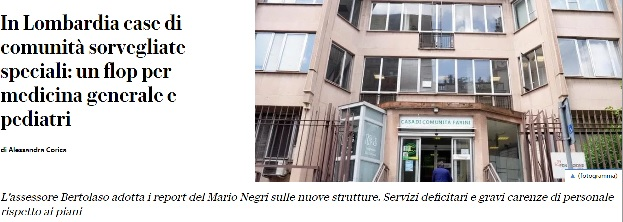 In Lombardia case di
comunità sorvegliate
speciali: un flop per
medicina generale e
pediatri
di Alessandra Corica
CASA DI COMUNITÀ FARINI
(fotogramma)
L'assessore Bertolaso adotta i report del Mario Negri sulle nuove strutture. Servizi deficitari e gravi carenze di personale
rispetto ai piani